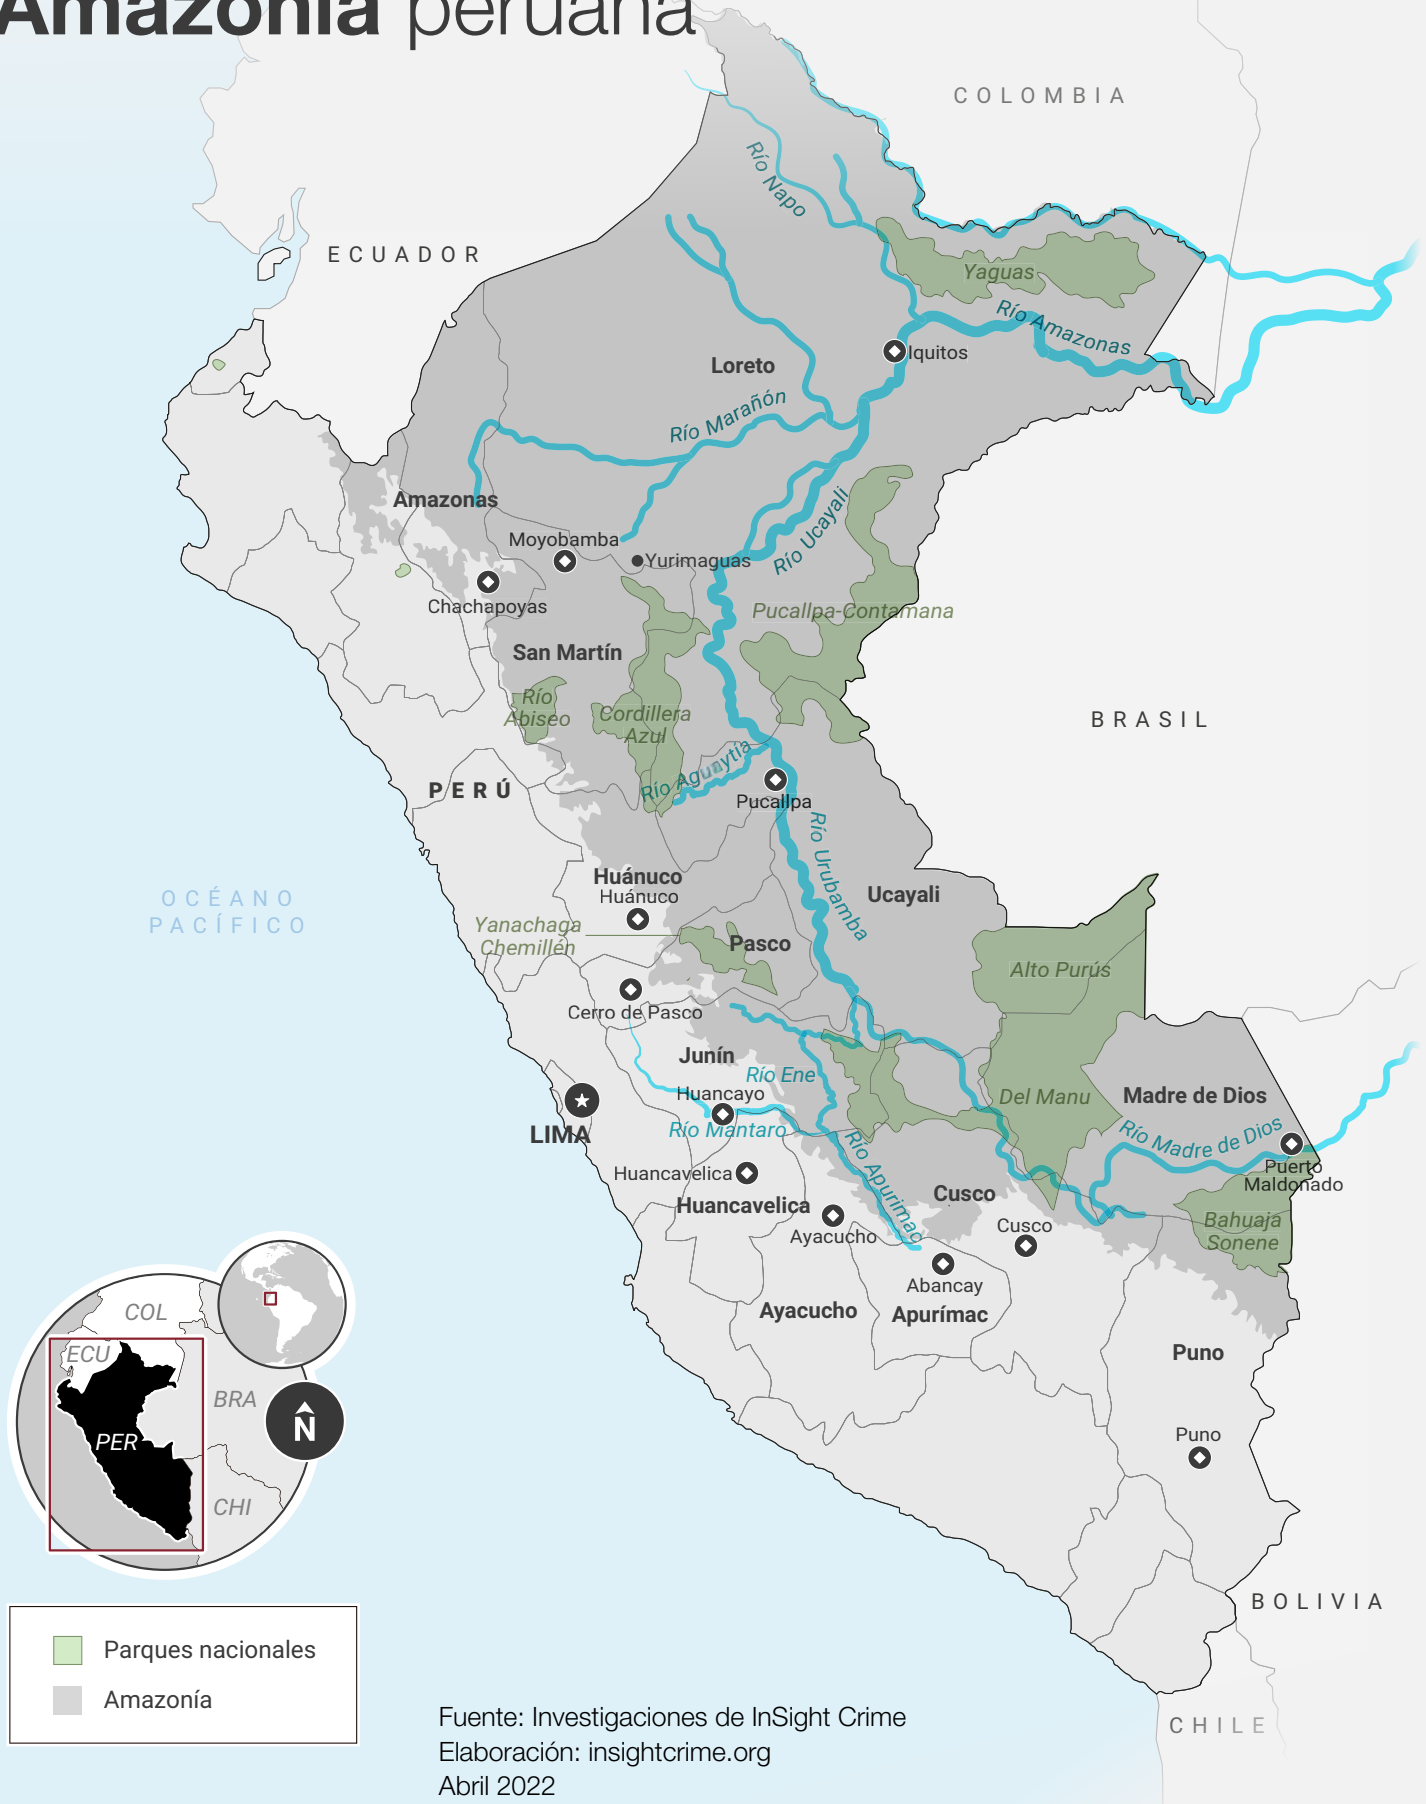 Amazonía peruana
COLOMBIA
Río Napo
ECUADOR
Yaguas
Río Amazonas
Iquitos
Loreto
Río Marañón
Amazonas
Río Ucayali
Moyobamba
Yurimaguas
Chachapoyas
Pucallpa-Contamana
San Martín
Río
Abiseo
Cordillera
Azul
BRASIL
Río Aguaytía
PERÚ
Pucallpa
Río Urubamba
Huánuco
Huánuco
Ucayali
OCÉANO
PACÍFICO
Yanachaga
Chemillén
Pasco
Alto Purús
Cerro de Pasco
Junín
Río Ene
Huancayo
Del Manu
Madre de Dios
LIMA
Río Mantaro
Río Madre de Dios
Río Apurímac
Huancavelica
Puerto
Maldonado
Huancavelica
Cusco
Cusco
Ayacucho
Bahuaja
Sonene
Abancay
Ayacucho
Apurímac
COL
ECU
Puno
BRA
N
PER
Puno
CHI
BOLIVIA
Parques nacionales
Amazonía
Fuente: Investigaciones de InSight Crime
Elaboración: insightcrime.org
Abril 2022
CHILE